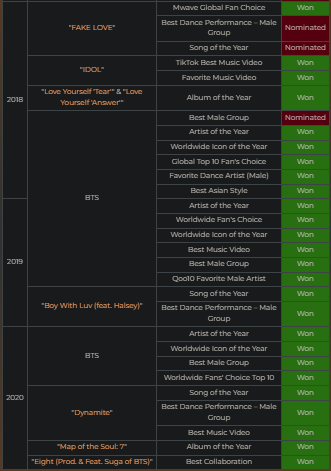 Mwave Global Fan Choice Won
"FAKE LOVE" Best Dance Performance – Male Group Nominated
Song of the Year Nominated
"IDOL" TikTok Best Music Video Won
Favorite Music Video Won
2018 "Love Yourself 'Tear'" & "Love Yourself 'Answer'" Album of the Year Won
BTS Best Male Group Nominated
Artist of the Year Won
Worldwide Icon of the Year Won
Global Top 10 Fan's Choice Won
Favorite Dance Artist (Male) Won
Best Asian Style Won
2019 Artist of the Year Won
Worldwide Fan's Choice Won
Worldwide Icon of the Year Won
Best Music Video Won
Best Male Group Won
Qoo10 Favorite Male Artist Won
"Boy With Luv (feat. Halsey)" Song of the Year Won
Best Dance Performance – Male Group Won
2020 BTS Artist of the Year Won
Worldwide Icon of the Year Won
Best Male Group Won
Worldwide Fans' Choice Top 10 Won
"Dynamite" Song of the Year Won
Best Dance Performance – Male Group Won
Best Music Video Won
"Map of the Soul: 7" Album of the Year Won
"Eight (Prod. & Feat. Suga of BTS)" Best Collaboration Won